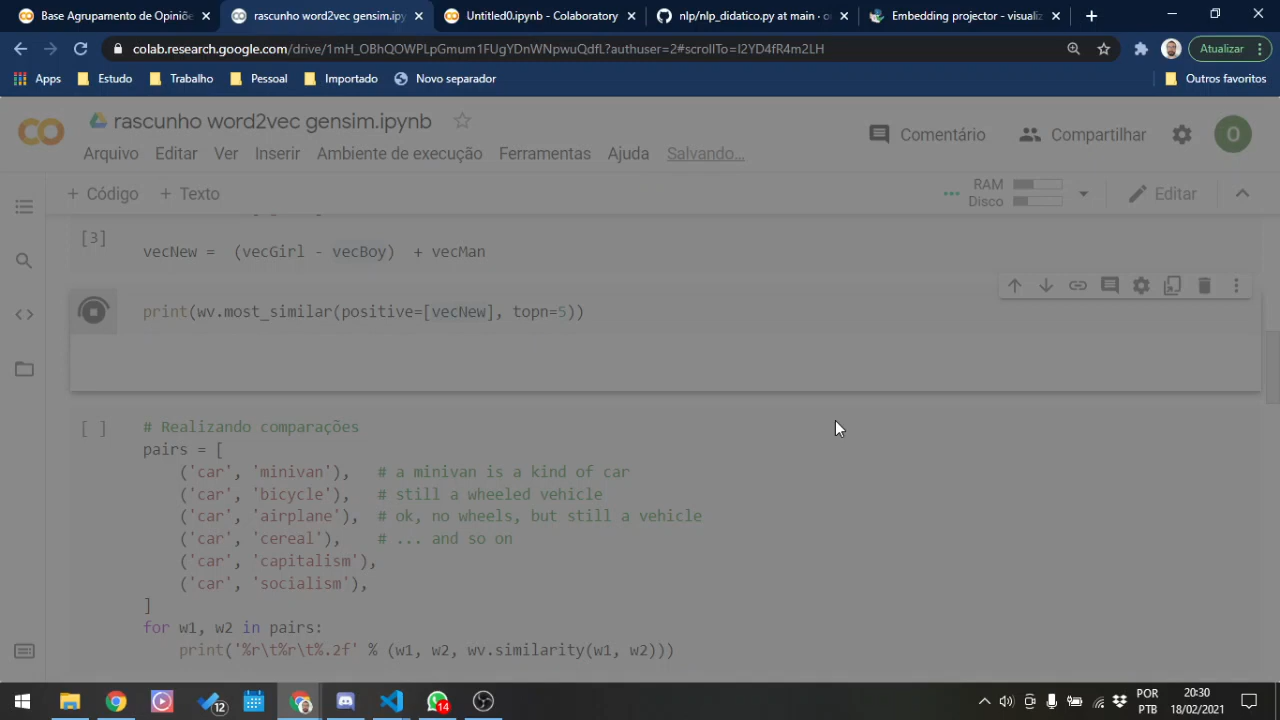 Base Agrupamento de Opiniõe
rascunho word2vec gensim.ipyn
Untitled0.ipynb - Colaboratory
nlp/nlp_didatico.py at main · o
Embedding projector - visualiz
colab.research.google.com/drive/1mH_OBhQOWPLpGmum1FUgYDnWNpwuQdfL?authuser=2#scrollTo=I2YD4fR4m2LH
Atualizar
Apps
Estudo
Trabalho
Pessoal
Importado
Novo separador
Outros favoritos
rascunho word2vec gensim.ipynb
Comentário
Compartilhar
O
Arquivo Editar Ver Inserir Ambiente de execução Ferramentas Ajuda Salvando...
+ Código + Texto
RAM
Disco
Editar
[3]
vecNew = (vecGirl - vecBoy) + vecMan
print(wv.most_similar(positive=[vecNew], topn=5))
[ ]
# Realizando comparações
pairs = [
('car', 'minivan'), # a minivan is a kind of car
('car', 'bicycle'), # still a wheeled vehicle
('car', 'airplane'), # ok, no wheels, but still a vehicle
('car', 'cereal'), # ... and so on
('car', 'capitalism'),
('car', 'socialism'),
]
for w1, w2 in pairs:
print('%r\t%r\t%.2f' % (w1, w2, wv.similarity(w1, w2)))
12
14
POR
PTB
20:30
18/02/2021